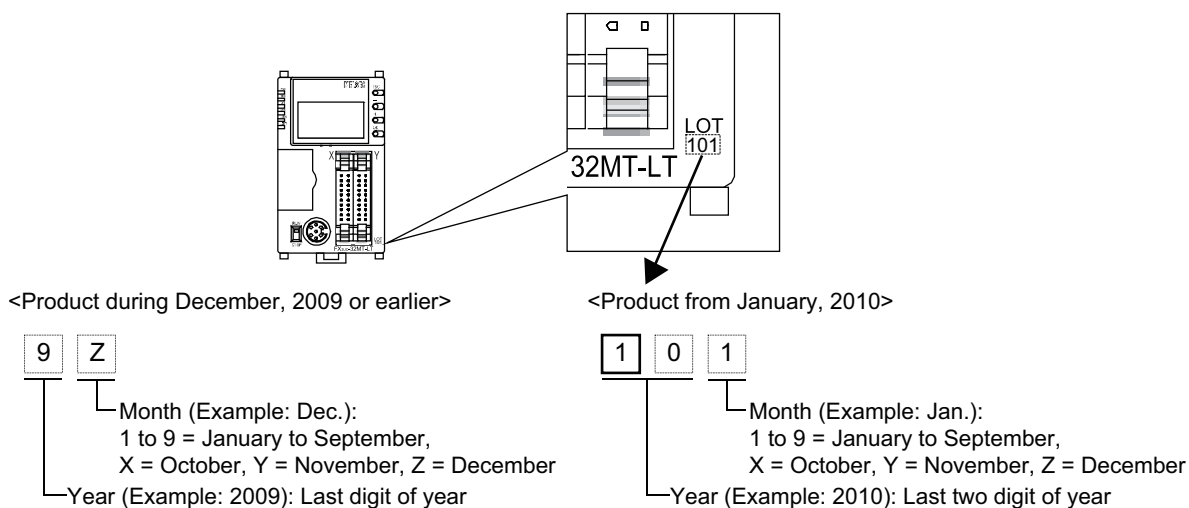 LOT
101
32MT-LT
X
Y
<Product during December, 2009 or earlier>
9 Z
Month (Example: Dec.):
1 to 9 = January to September,
X = October, Y = November, Z = December
Year (Example: 2009): Last digit of year
<Product from January, 2010>
1 0 1
Month (Example: Jan.):
1 to 9 = January to September,
X = October, Y = November, Z = December
Year (Example: 2010): Last two digit of year